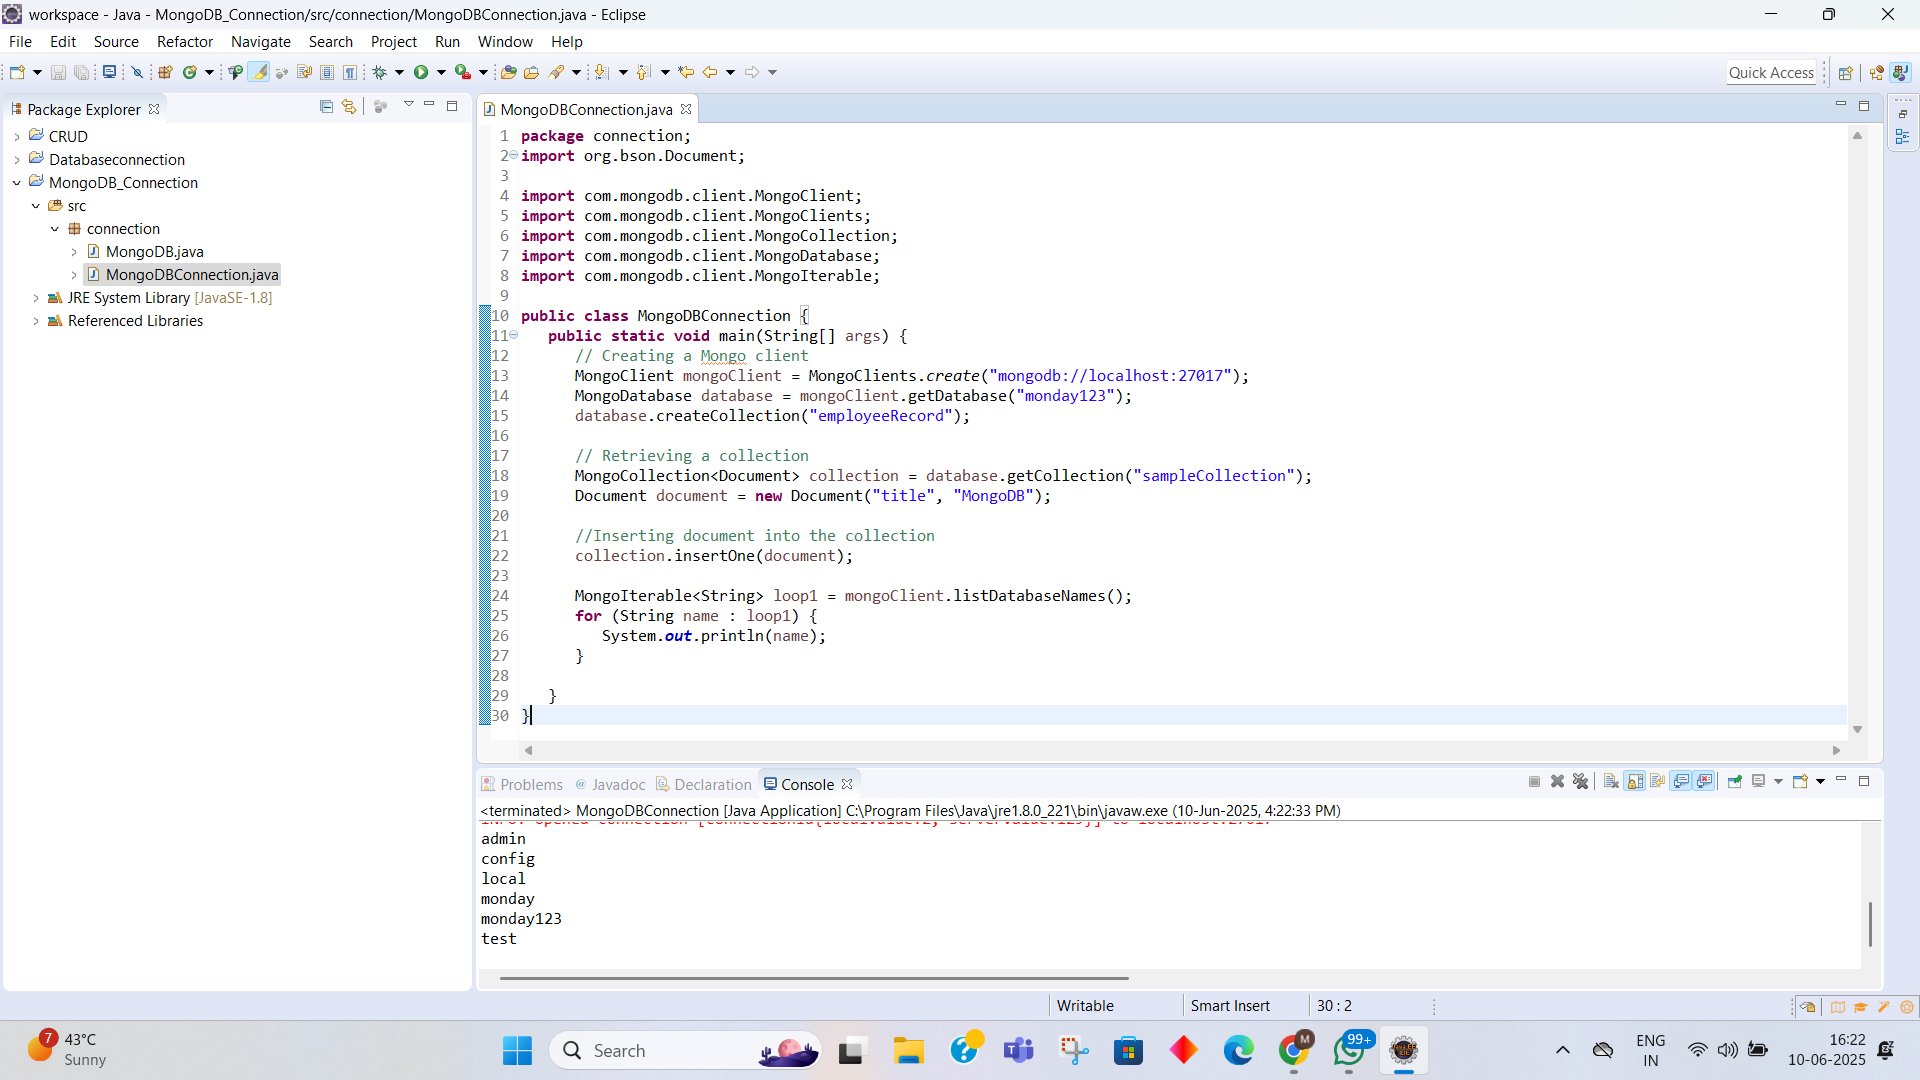 workspace - Java - MongoDB_Connection/src/connection/MongoDBConnection.java - Eclipse
File Edit Source Refactor Navigate Search Project Run Window Help
Quick Access
Package Explorer
CRUD
Databaseconnection
MongoDB_Connection
src
connection
MongoDB.java
MongoDBConnection.java
JRE System Library [JavaSE-1.8]
Referenced Libraries
MongoDBConnection.java
1 package connection;
2 import org.bson.Document;
3
4 import com.mongodb.client.MongoClient;
5 import com.mongodb.client.MongoClients;
6 import com.mongodb.client.MongoCollection;
7 import com.mongodb.client.MongoDatabase;
8 import com.mongodb.client.MongoIterable;
9
10 public class MongoDBConnection {
11 public static void main(String[] args) {
12 // Creating a Mongo client
13 MongoClient mongoClient = MongoClients.create("mongodb://localhost:27017");
14 MongoDatabase database = mongoClient.getDatabase("monday123");
15 database.createCollection("employeeRecord");
16
17 // Retrieving a collection
18 MongoCollection<Document> collection = database.getCollection("sampleCollection");
19 Document document = new Document("title", "MongoDB");
20
21 //Inserting document into the collection
22 collection.insertOne(document);
23
24 MongoIterable<String> loop1 = mongoClient.listDatabaseNames();
25 for (String name : loop1) {
26 System.out.println(name);
27 }
28
29 }
30 }
Problems Javadoc Declaration Console
<terminated> MongoDBConnection [Java Application] C:\Program Files\Java\jre1.8.0_221\bin\javaw.exe (10-Jun-2025, 4:22:33 PM)
admin
config
local
monday
monday123
test
Writable Smart Insert 30 : 2
7
43°C
Sunny
Search
M
99+
ENG
IN
16:22
10-06-2025